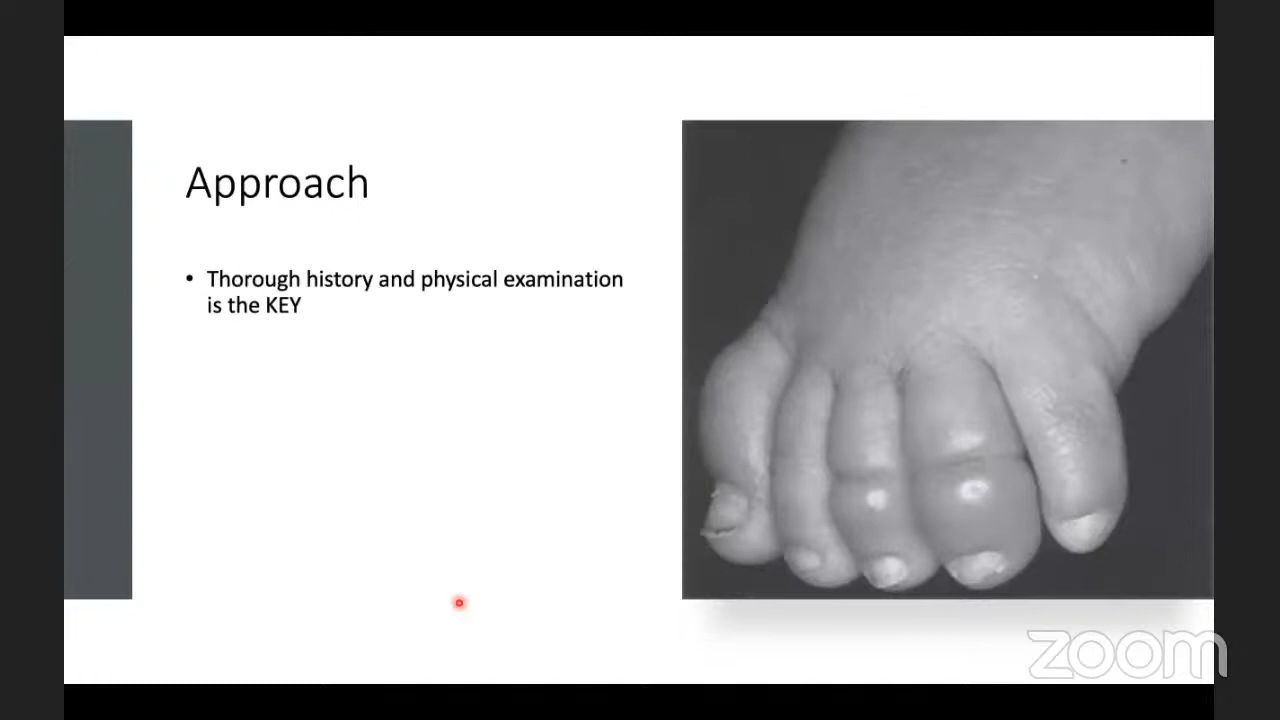 Approach
• Thorough history and physical examination
is the KEY
zoom